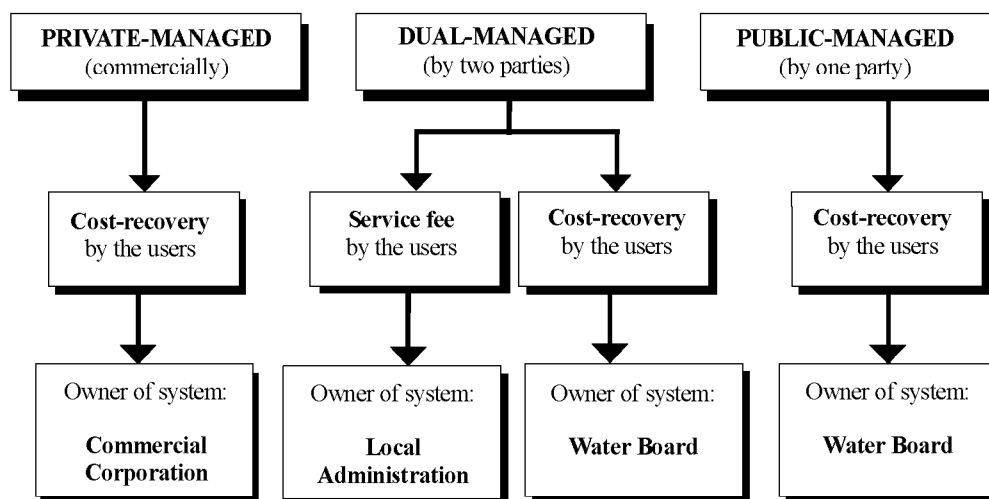 PRIVATE-MANAGED
(commercially)
DUAL-MANAGED
(by two parties)
PUBLIC-MANAGED
(by one party)
Cost-recovery
by the users
Service fee
by the users
Cost-recovery
by the users
Cost-recovery
by the users
Owner of system:
Commercial
Corporation
Owner of system:
Local
Administration
Owner of system:
Water Board
Owner of system:
Water Board